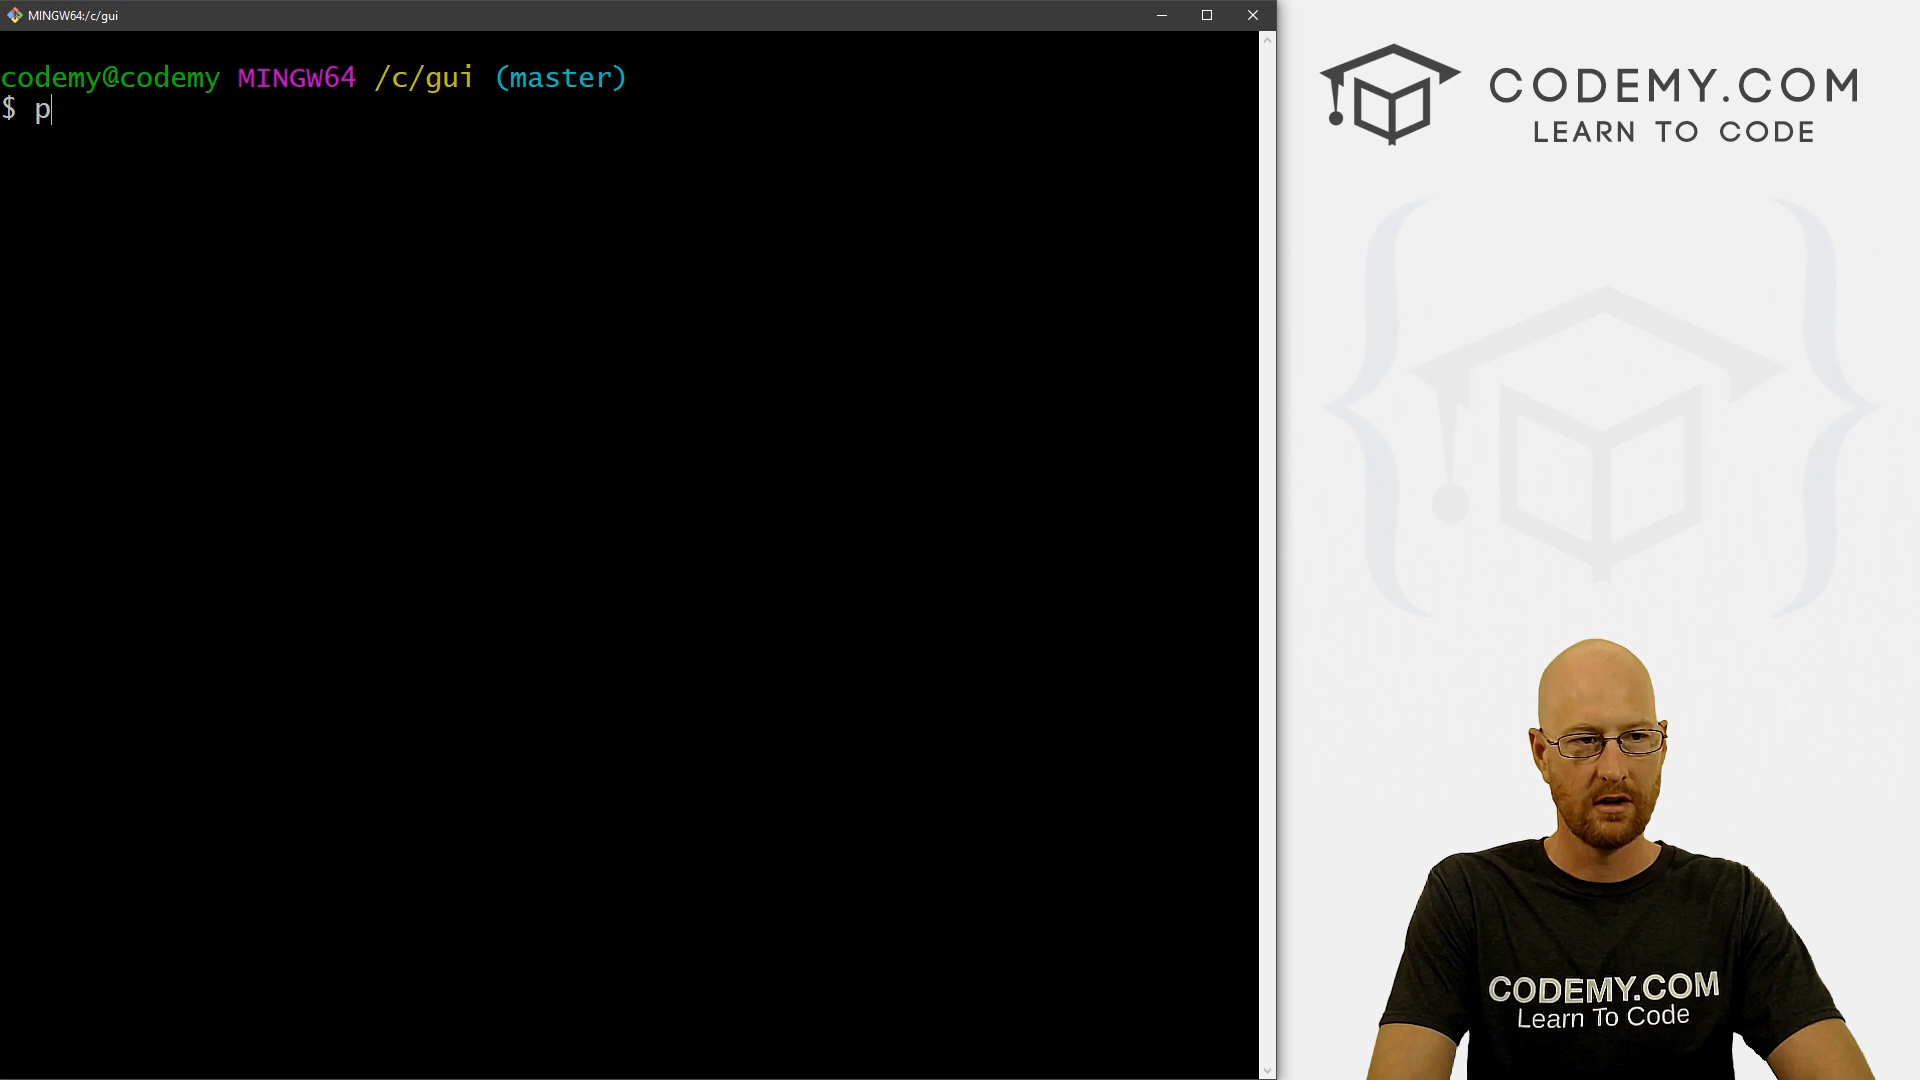 MINGW64:/c/gui
codemy@codemy MINGW64 /c/gui (master)
$ p
CODEMY.COM
LEARN TO CODE
CODEMY.COM
Learn To Code